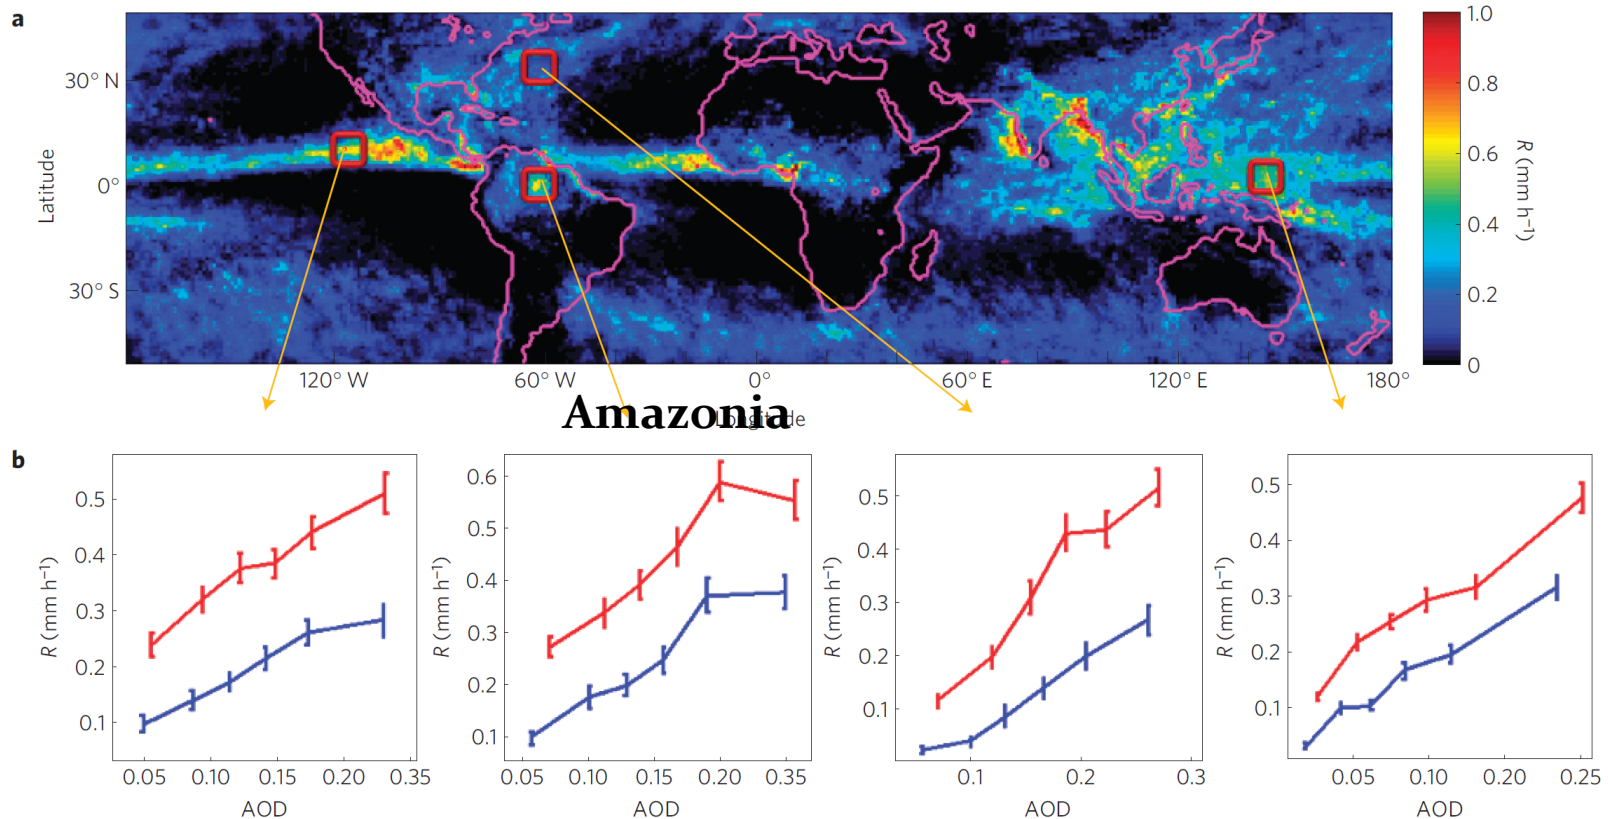 a
1.0
0.8
0.6
0.4
0.2
0
R (mm h⁻¹)
Latitude
30° N
0°
30° S
120° W
60° W
0°
60° E
120° E
180°
Longitude
Amazonia
b
R (mm h⁻¹)
0.5
0.4
0.3
0.2
0.1
0.05 0.10 0.15 0.20 0.35
AOD
R (mm h⁻¹)
0.6
0.5
0.4
0.3
0.2
0.1
0.05 0.10 0.15 0.20 0.35
AOD
R (mm h⁻¹)
0.5
0.4
0.3
0.2
0.1
0.1 0.2 0.3
AOD
R (mm h⁻¹)
0.5
0.4
0.3
0.2
0.1
0.05 0.10 0.20 0.25
AOD